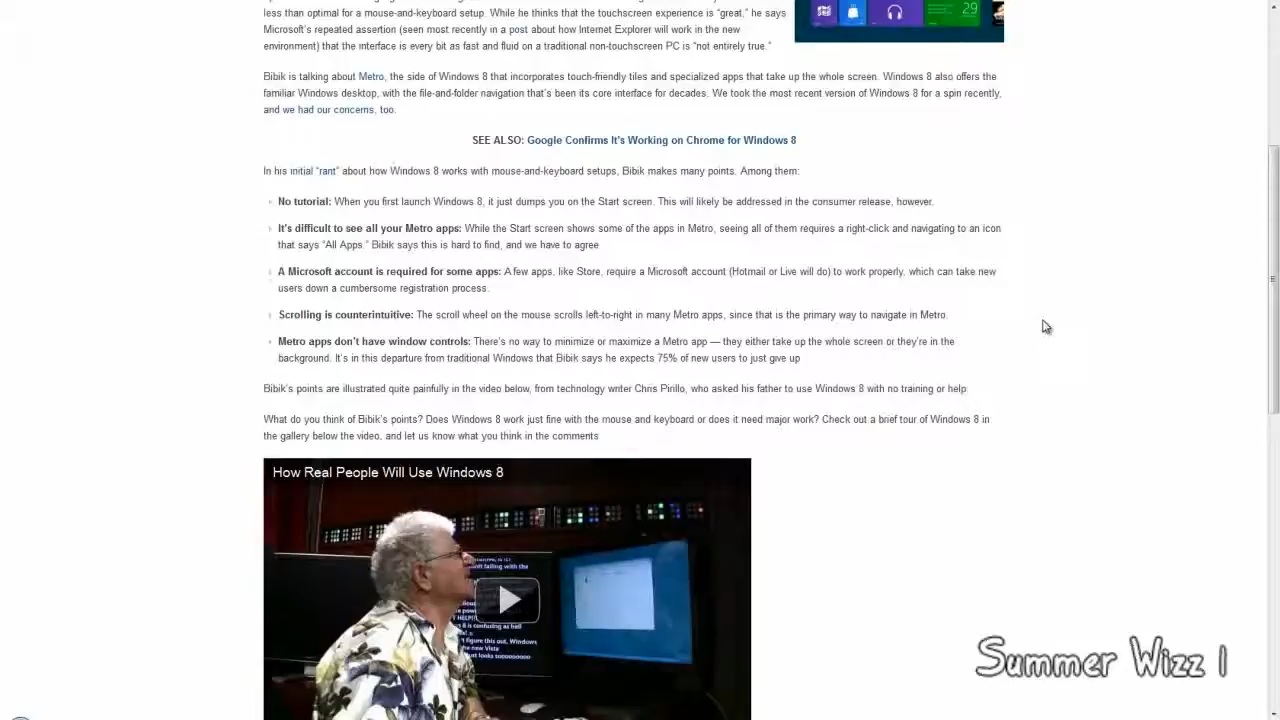 less than optimal for a mouse-and-keyboard setup. While he thinks that the touchscreen experience is “great,” he says
Microsoft’s repeated assertion (seen most recently in a post about how Internet Explorer will work in the new
environment) that the interface is every bit as fast and fluid on a traditional non-touchscreen PC is “not entirely true.”
29
Bibik is talking about Metro, the side of Windows 8 that incorporates touch-friendly tiles and specialized apps that take up the whole screen. Windows 8 also offers the
familiar Windows desktop, with the file-and-folder navigation that’s been its core interface for decades. We took the most recent version of Windows 8 for a spin recently,
and we had our concerns, too.
SEE ALSO: Google Confirms It’s Working on Chrome for Windows 8
In his initial “rant” about how Windows 8 works with mouse-and-keyboard setups, Bibik makes many points. Among them:
No tutorial: When you first launch Windows 8, it just dumps you on the Start screen. This will likely be addressed in the consumer release, however.
It’s difficult to see all your Metro apps: While the Start screen shows some of the apps in Metro, seeing all of them requires a right-click and navigating to an icon
that says “All Apps.” Bibik says this is hard to find, and we have to agree
A Microsoft account is required for some apps: A few apps, like Store, require a Microsoft account (Hotmail or Live will do) to work properly, which can take new
users down a cumbersome registration process.
Scrolling is counterintuitive: The scroll wheel on the mouse scrolls left-to-right in many Metro apps, since that is the primary way to navigate in Metro.
Metro apps don’t have window controls: There’s no way to minimize or maximize a Metro app — they either take up the whole screen or they’re in the
background. It’s in this departure from traditional Windows that Bibik says he expects 75% of new users to just give up
Bibik’s points are illustrated quite painfully in the video below, from technology writer Chris Pirillo, who asked his father to use Windows 8 with no training or help.
What do you think of Bibik’s points? Does Windows 8 work just fine with the mouse and keyboard or does it need major work? Check out a brief tour of Windows 8 in
the gallery below the video, and let us know what you think in the comments
How Real People Will Use Windows 8
failing with the
HELP!!
8 is confusing as hell
figure this out, Windows
new Vista
just looks sooooooooo
Summer Wizz 1